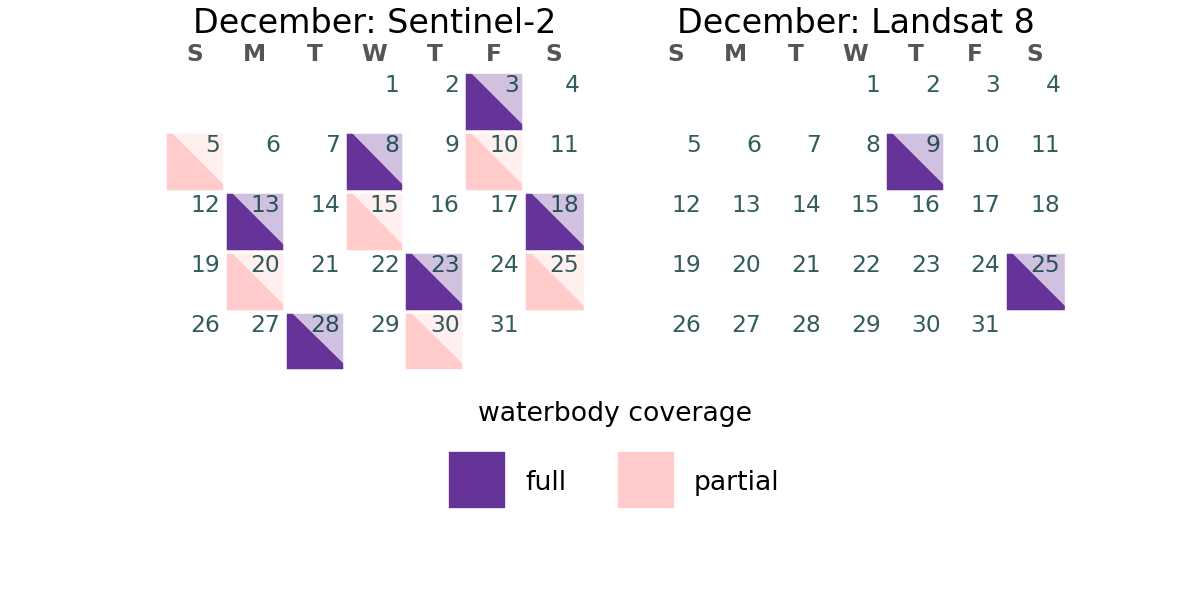 December: Sentinel-2
S M T W T F S
1 2 3 4
5 6 7 8 9 10 11
12 13 14 15 16 17 18
19 20 21 22 23 24 25
26 27 28 29 30 31
December: Landsat 8
S M T W T F S
1 2 3 4
5 6 7 8 9 10 11
12 13 14 15 16 17 18
19 20 21 22 23 24 25
26 27 28 29 30 31
waterbody coverage
full partial